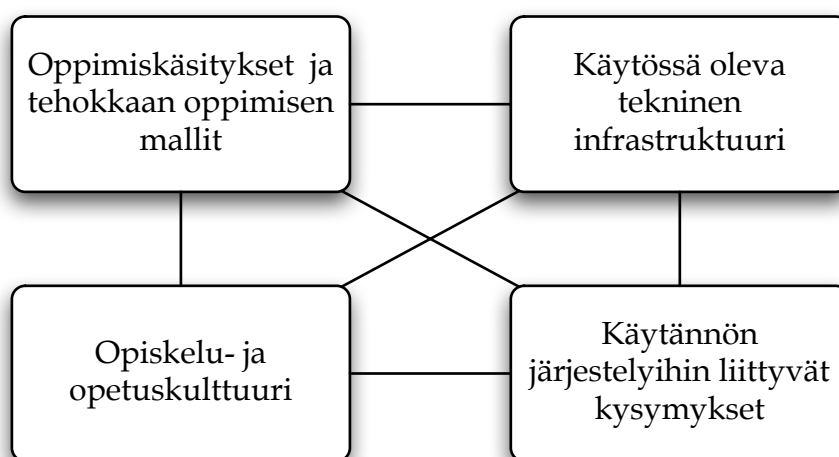 Oppimiskäsitykset ja
tehokkaan oppimisen
mallit
Käytössä oleva
tekninen
infrastruktuuri
Opiskelu- ja
opetuskulttuuri
Käytännön
järjestelyihin liittyvät
kysymykset